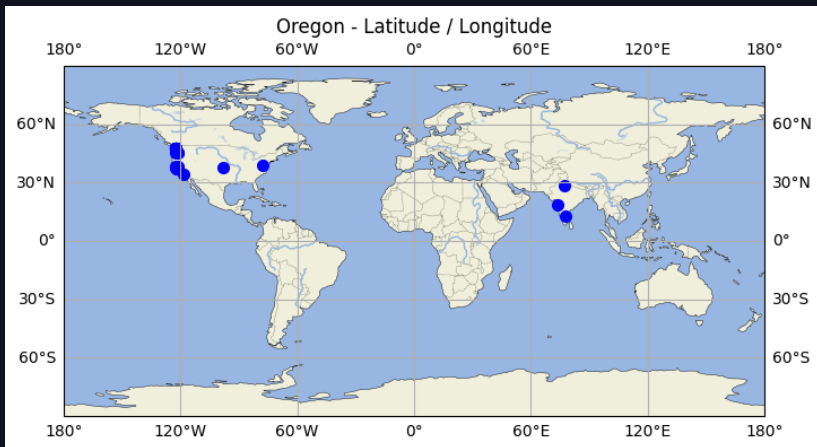 Oregon - Latitude / Longitude
180° 120°W 60°W 0° 60°E 120°E 180°
60°N 60°N
30°N 30°N
0° 0°
30°S 30°S
60°S 60°S
180° 120°W 60°W 0° 60°E 120°E 180°